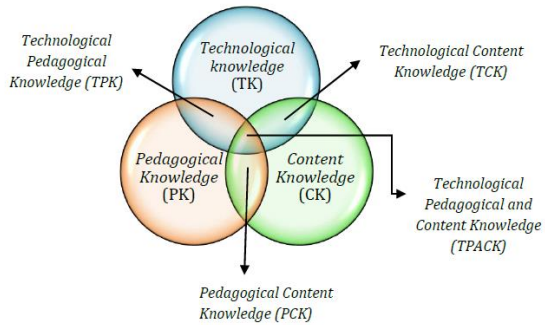 Technological
Pedagogical
Knowledge (TPK)
Technological
knowledge
(TK)
Technological Content
Knowledge (TCK)
Pedagogical
Knowledge
(PK)
Content
Knowledge
(CK)
Technological
Pedagogical and
Content Knowledge
(TPACK)
Pedagogical Content
Knowledge (PCK)